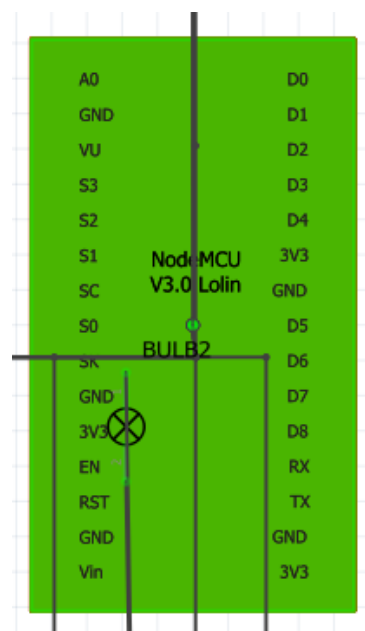 A0 D0
GND D1
VU D2
S3 D3
S2 D4
S1 NodeMCU 3V3
SC V3.0 Lolin GND
S0 D5
BULB2
SK D6
GND D7
3V3 D8
EN RX
RST TX
GND GND
Vin 3V3